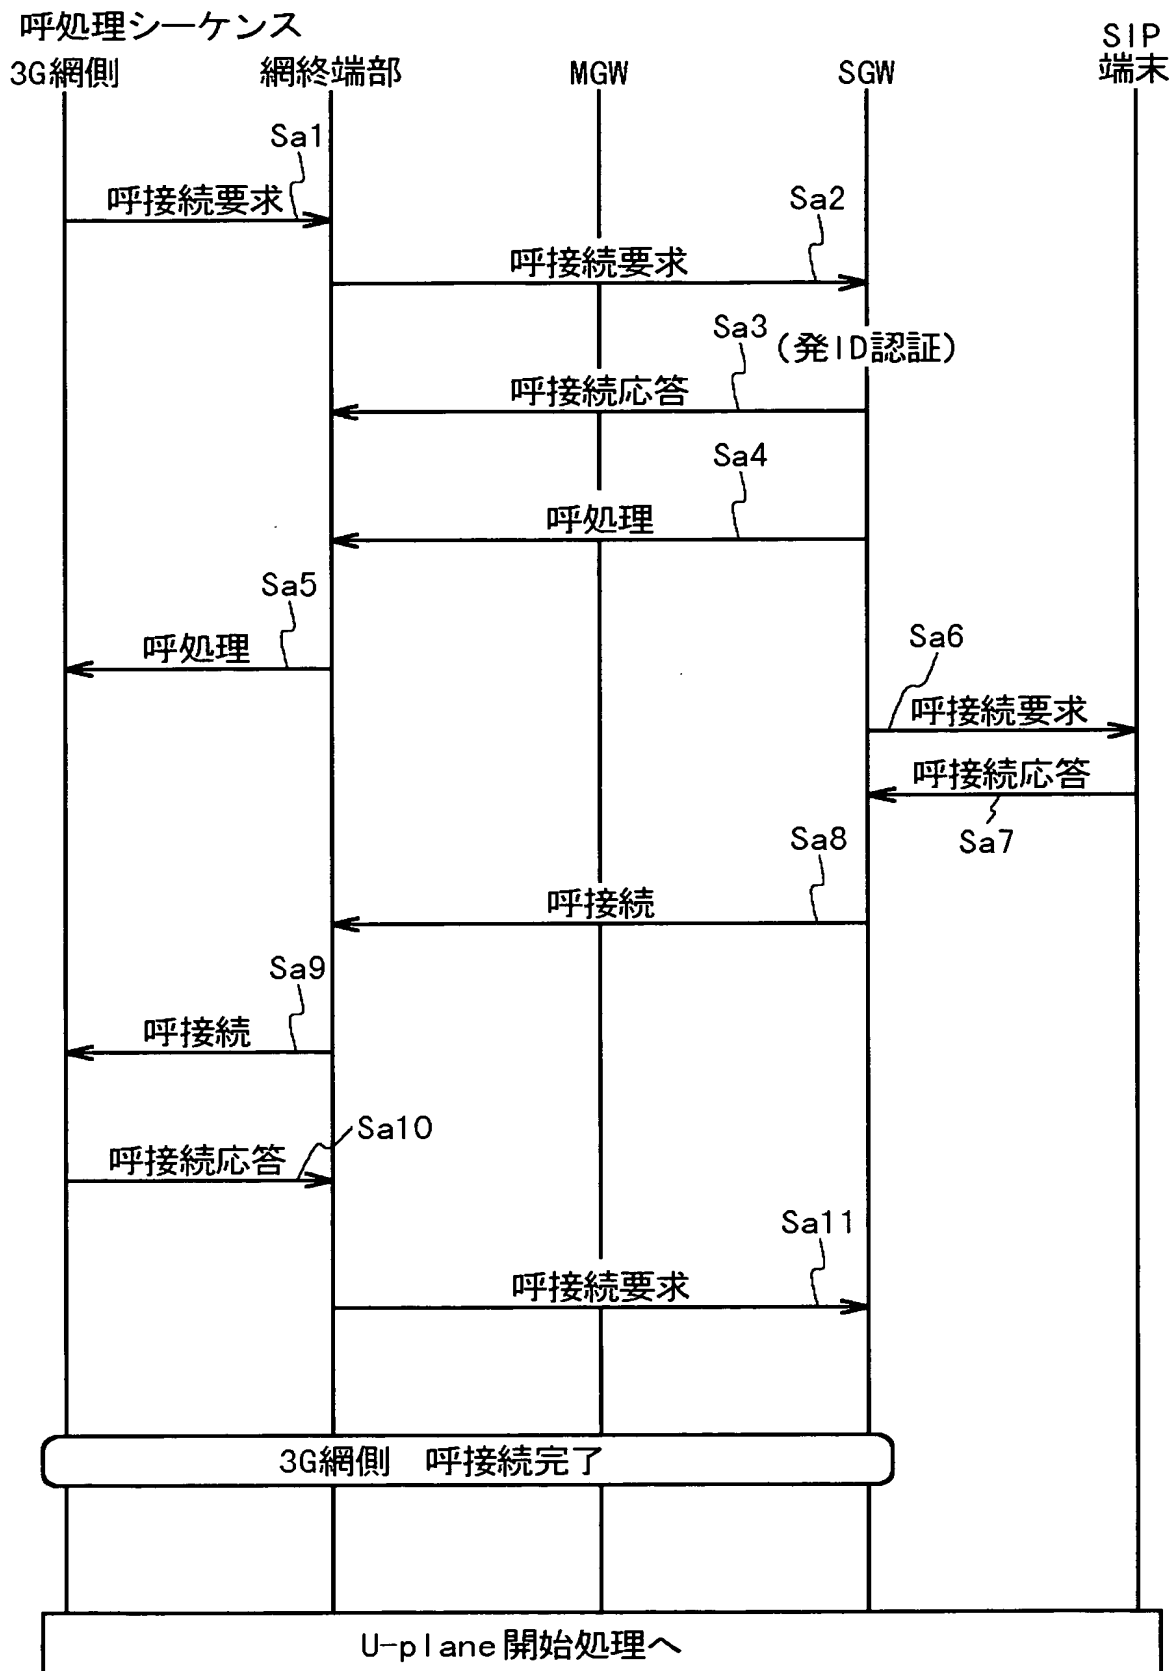 呼処理シーケンス
3G網側
網終端部
MGW
SGW
SIP
端末
Sa1
呼接続要求
Sa2
呼接続要求
Sa3 (発ID認証)
呼接続応答
Sa4
呼処理
Sa5
呼処理
Sa6
呼接続要求
呼接続応答
Sa7
Sa8
呼接続
Sa9
呼接続
Sa10
呼接続応答
Sa11
呼接続要求
3G網側 呼接続完了
U-plane開始処理へ